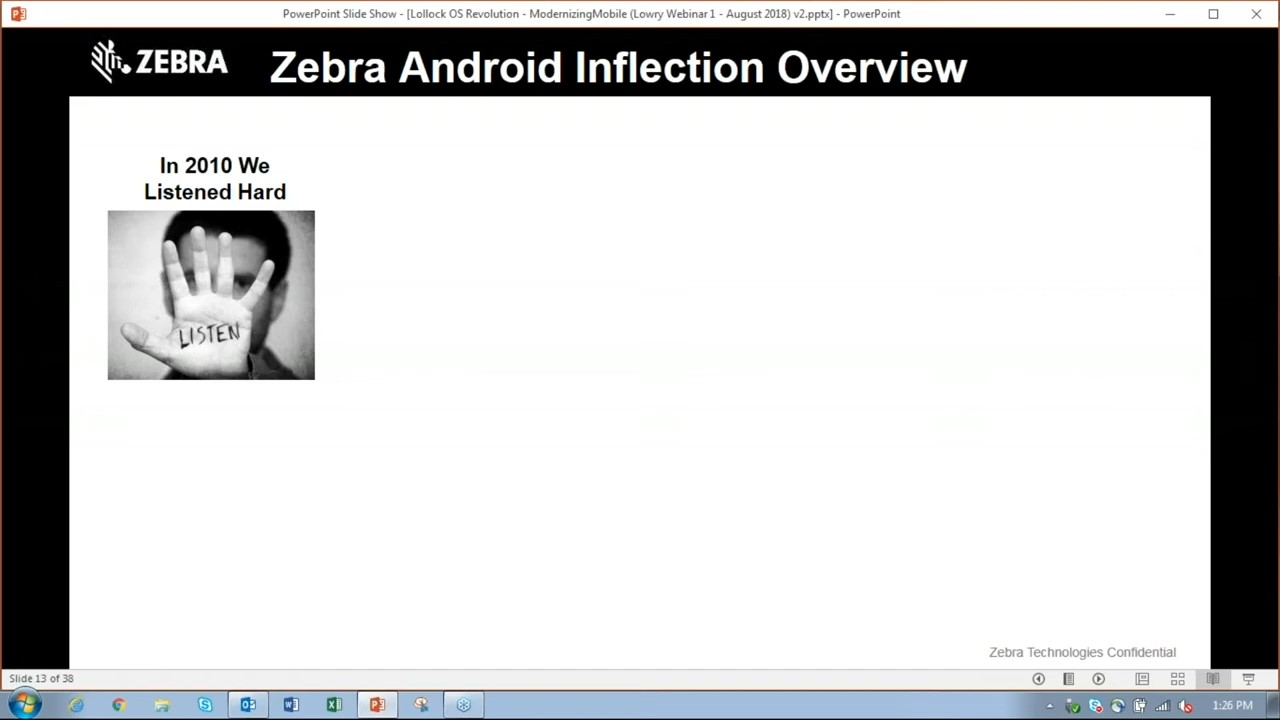 PowerPoint Slide Show - [Lollock OS Revolution - ModernizingMobile (Lowry Webinar 1 - August 2018) v2.pptx] - PowerPoint
ZEBRA
Zebra Android Inflection Overview
In 2010 We
Listened Hard
LISTEN
Zebra Technologies Confidential
Slide 13 of 38
1:26 PM